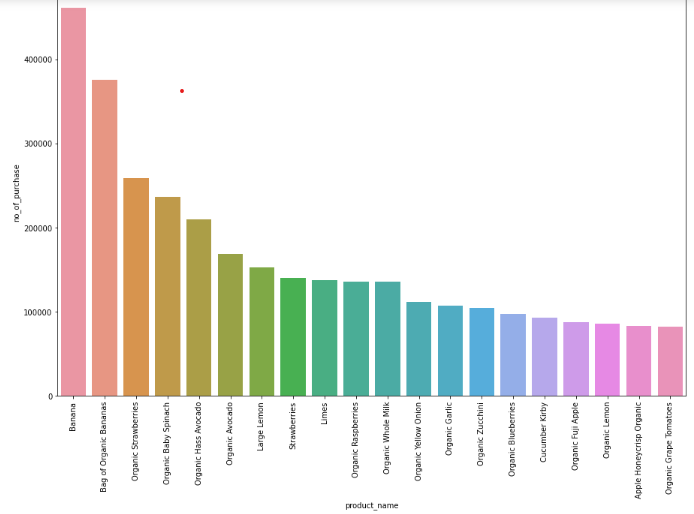 400000
300000
200000
100000
0
no_of_purchase
Banana
Bag of Organic Bananas
Organic Strawberries
Organic Baby Spinach
Organic Hass Avocado
Organic Avocado
Large Lemon
Strawberries
Limes
Organic Raspberries
Organic Whole Milk
Organic Yellow Onion
Organic Garlic
Organic Zucchini
Organic Blueberries
Cucumber Kirby
Organic Fuji Apple
Organic Lemon
Apple Honeycrisp Organic
Organic Grape Tomatoes
product_name